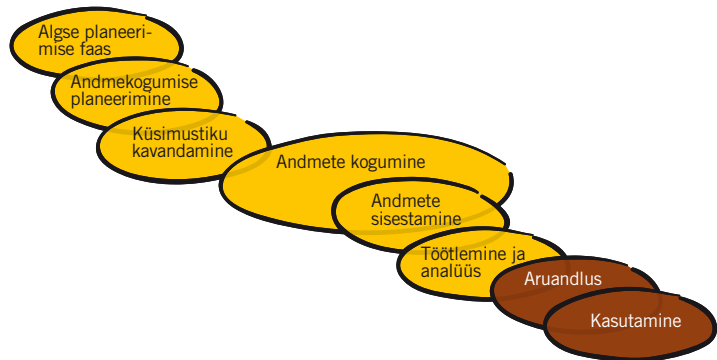 Algse planeeri-
mise faas
Andmekogumise
planeerimine
Küsimustiku
kavandamine
Andmete kogumine
Andmete
sisestamine
Töötlemine ja
analüüs
Aruandlus
Kasutamine